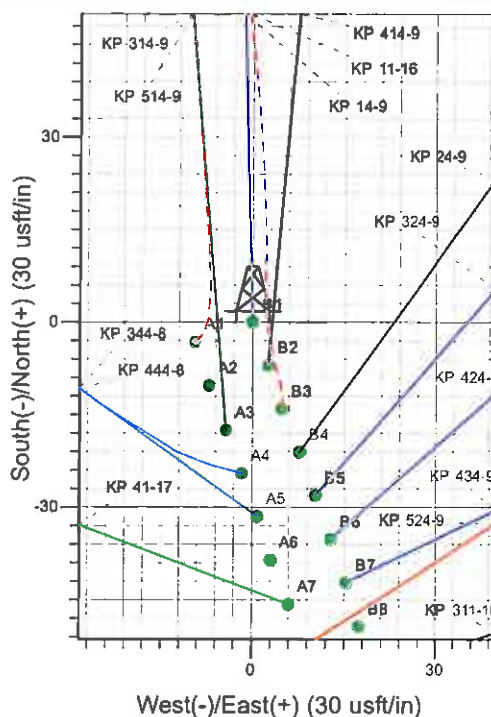 KP 314-9
KP 414-9
KP 11-16
KP 514-9
KP 14-9
30
KP 24-9
KP 324-9
South(-)/North(+) (30 usft/in)
0
A1
B2
KP 344-8
KP 444-8
A2
KP 424-
B3
A3
B4
KP 434-9
A4
B5
KP 41-17
A5
-30
KP 524-9
A6
B7
A7
B8
KP 311-1
0
30
West(-)/East(+) (30 usft/in)